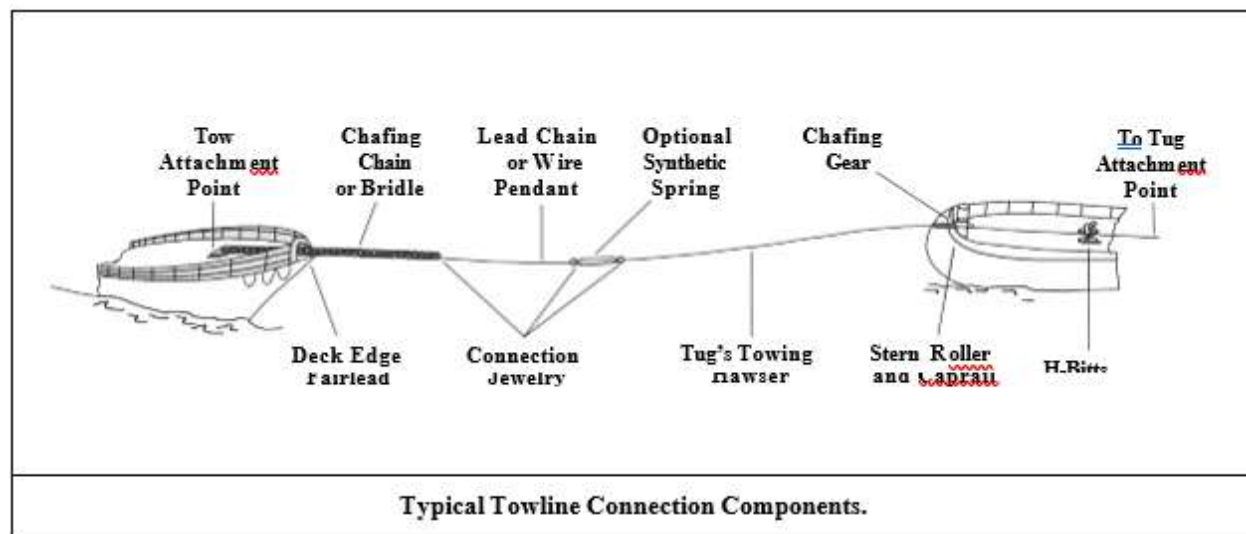 Tow
Attachment
Point
Chafing
Chain
or Bridle
Lead Chain
or Wire
Pendant
Optional
Synthetic
Spring
Chafing
Gear
To Tug
Attachment
Point
Deck Edge
Fairlead
Connection
Jewelry
Tug's Towing
Hawser
Stern Roller
and Caprail
H-Bitts
Typical Towline Connection Components.